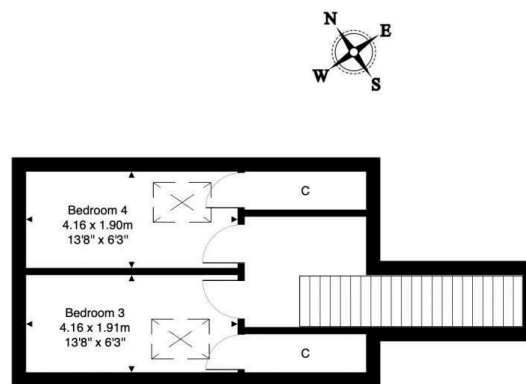 N
E
W
S
Bedroom 4
4.16 x 1.90m
13'8" x 6'3"
C
Bedroom 3
4.16 x 1.91m
13'8" x 6'3"
C